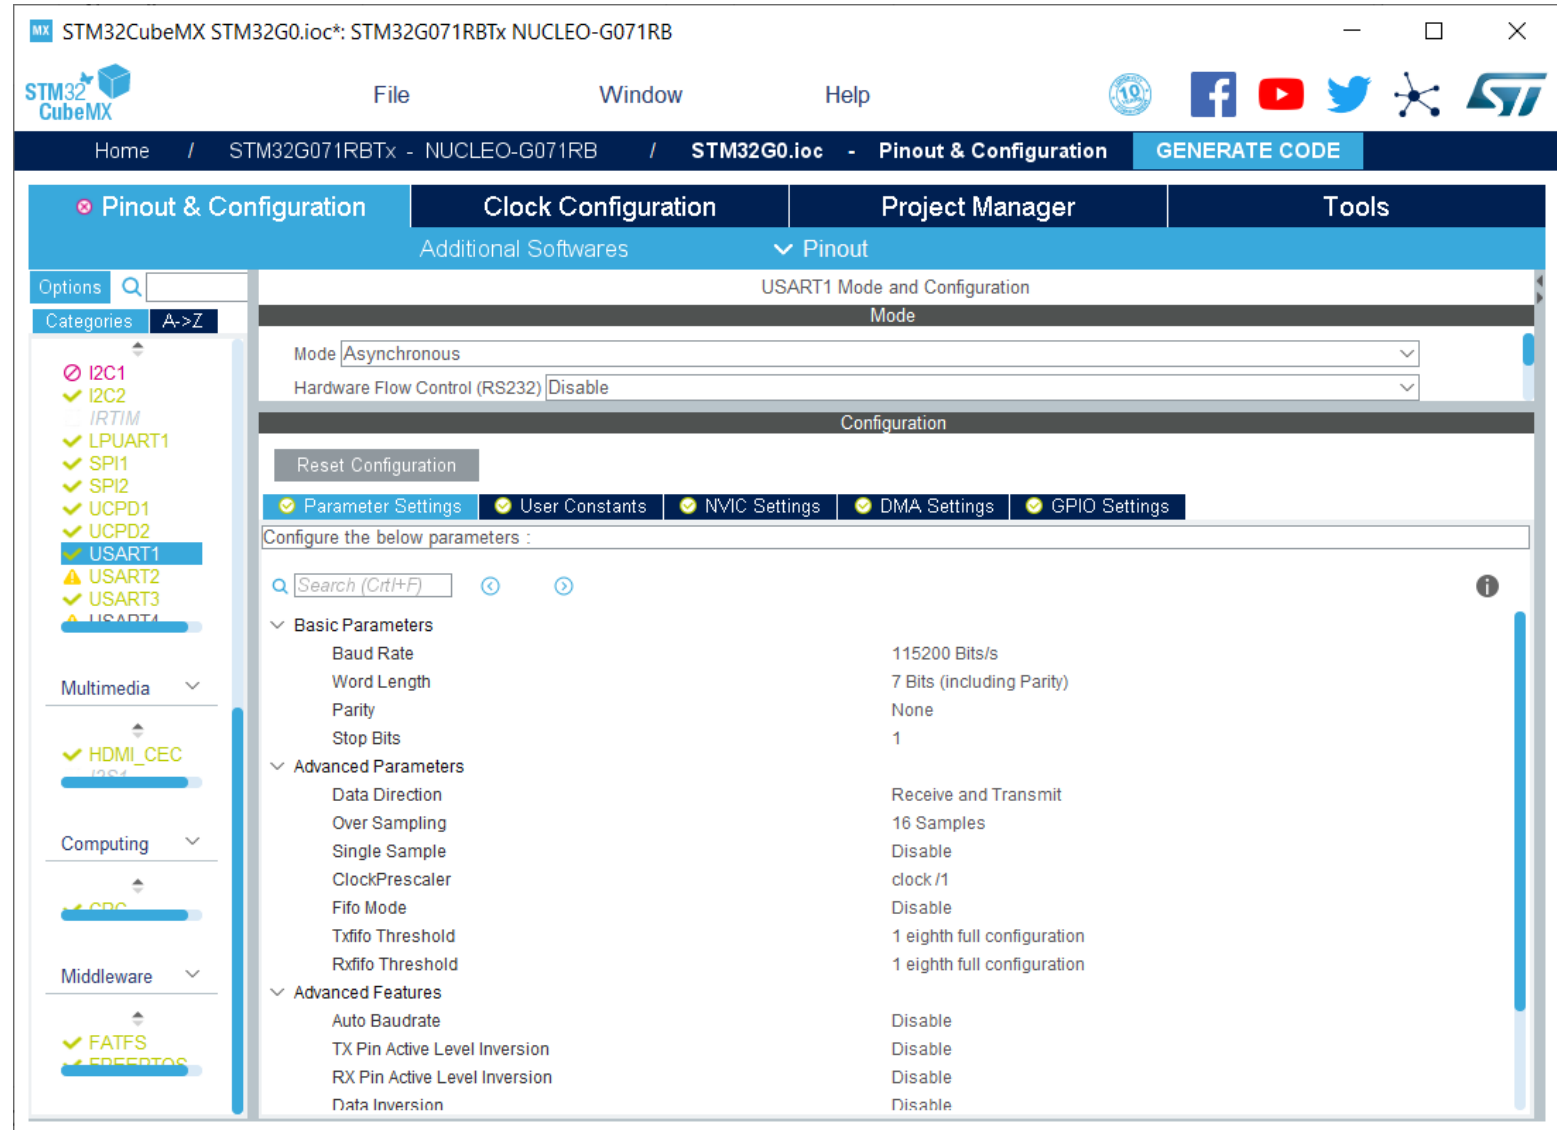 MX STM32CubeMX STM32G0.ioc*: STM32G071RBTx NUCLEO-G071RB
STM32 CubeMX
File Window Help
10
f
ST
Home / STM32G071RBTx - NUCLEO-G071RB / STM32G0.ioc - Pinout & Configuration GENERATE CODE
Pinout & Configuration Clock Configuration Project Manager Tools
Additional Softwares Pinout
Options
Categories A->Z
I2C1
I2C2
IRTIM
LPUART1
SPI1
SPI2
UCPD1
UCPD2
USART1
USART2
USART3
USART4
Multimedia
HDMI_CEC
I2S1
Computing
CRC
Middleware
FATFS
FREERTOS
USART1 Mode and Configuration
Mode
Mode Asynchronous
Hardware Flow Control (RS232) Disable
Configuration
Reset Configuration
Parameter Settings User Constants NVIC Settings DMA Settings GPIO Settings
Configure the below parameters :
Search (Crtl+F)
i
Basic Parameters
Baud Rate 115200 Bits/s
Word Length 7 Bits (including Parity)
Parity None
Stop Bits 1
Advanced Parameters
Data Direction Receive and Transmit
Over Sampling 16 Samples
Single Sample Disable
ClockPrescaler clock /1
Fifo Mode Disable
Txfifo Threshold 1 eighth full configuration
Rxfifo Threshold 1 eighth full configuration
Advanced Features
Auto Baudrate Disable
TX Pin Active Level Inversion Disable
RX Pin Active Level Inversion Disable
Data Inversion Disable